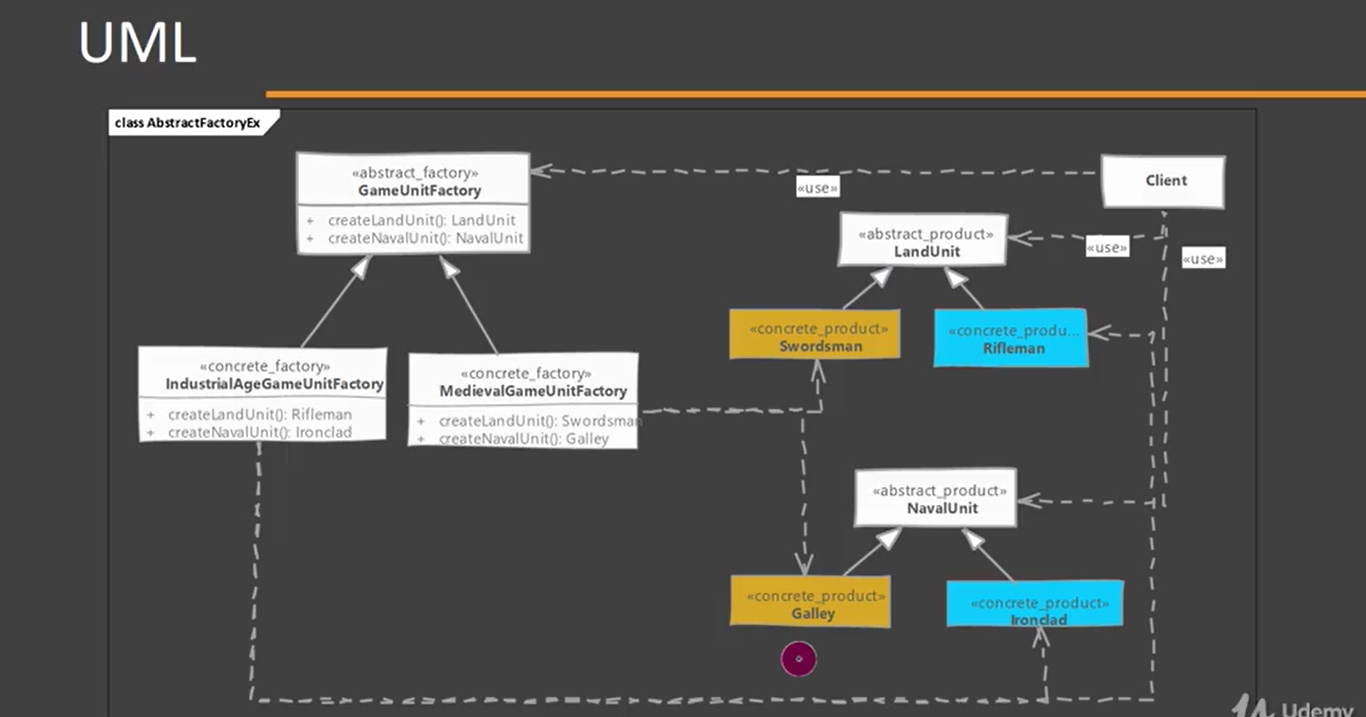 UML
class AbstractFactoryEx
«abstract_factory»
GameUnitFactory
+ createLandUnit(): LandUnit
+ createNavalUnit(): NavalUnit
«use»
Client
«abstract_product»
LandUnit
«use»
«use»
«concrete_product»
Swordsman
«concrete_produ...
Rifleman
«concrete_factory»
IndustrialAgeGameUnitFactory
+ createLandUnit(): Rifleman
+ createNavalUnit(): Ironclad
«concrete_factory»
MedievalGameUnitFactory
+ createLandUnit(): Swordsman
+ createNavalUnit(): Galley
«abstract_product»
NavalUnit
«concrete_product»
Galley
«concrete_product»
Ironclad
Udemy